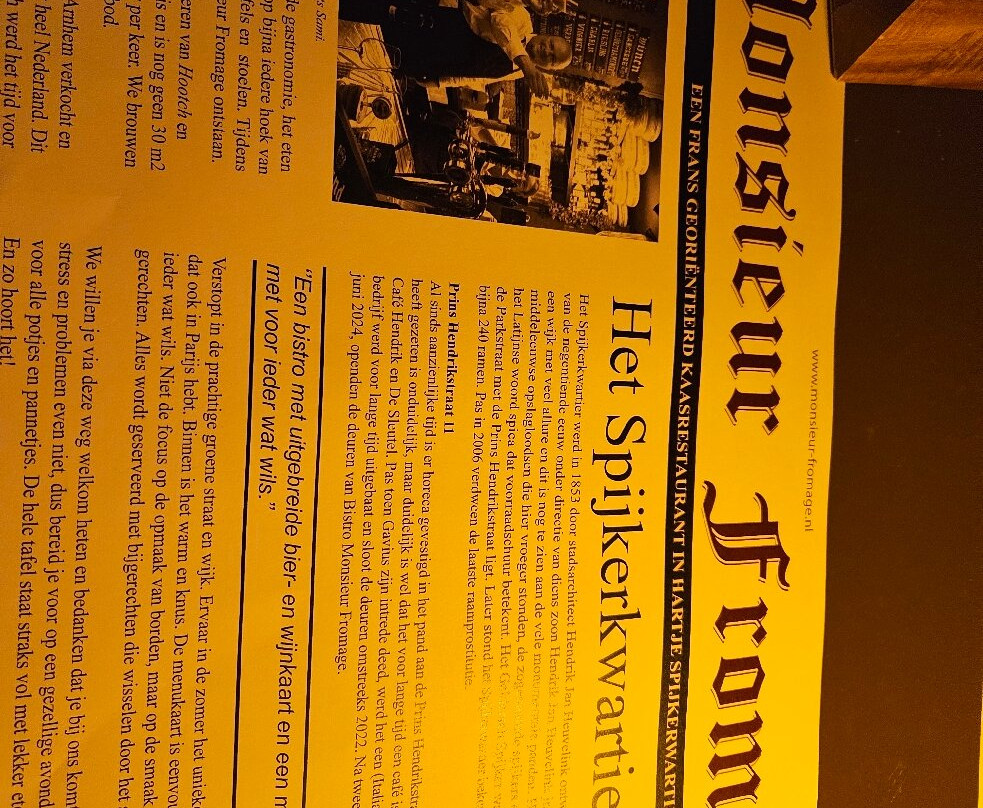 www.monsieur-fromage.nl
onsieur From
EEN FRANS GEORIËNTEERD KAASRESTAURANT IN HARTJE SPIJKERWARTI
Het Spijkerkwartie
Het Spijkerkwartier werd in 1853 door stadsarchitect Hendrik Jan Heuvelink
van de negentiende eeuw onder directie van diens zoon Hendrik Jan Heuvelink
een wijk met veel allure en dit is nog te zien aan de vele monumentale panden.
middeleeuwse opslagloodsen die hier vroeger stonden, de
het Latijnse woord spica dat voorraadschuur betekent. Het
de Parkstraat met de Prins Hendrikstraat ligt. Later stond het
bijna 240 ramen. Pas in 2006 verdween de laatste raamprostitutie.
Prins Hendrikstraat 11
Al sinds aanzienlijke tijd is er horeca gevestigd in het pand aan de Prins Hendrikstra
heeft gezeten is onduidelijk, maar duidelijk is wel dat het voor lange tijd een café is
Café Hendrik en De Sleutel. Pas toen Gavius zijn intrede deed, werd het een (Italia
bedrijf werd voor lange tijd uitgebaat en sloot de deuren omstreeks 2022. Na twee
juni 2024, openden de deuren van Bistro Monsieur Fromage.
"Een bistro met uitgebreide bier- en wijnkaart en een m
met voor ieder wat wils."
Verstopt in de prachtige groene straat en wijk. Ervaar in de zomer het unieke
dat ook in Parijs hebt. Binnen is het warm en knus. De menukaart is eenvou
ieder wat wils. Niet de focus op de opmaak van borden, maar op de smaak
gerechten. Alles wordt geserveerd met bijgerechten die wisselen door het
We willen je via deze weg welkom heten en bedanken dat je bij ons komt
stress en problemen even niet, dus bereid je voor op een gezellige avond
voor alle potjes en pannetjes. De hele tafel staat straks vol met lekker ete
En zo hoort het!
s Sami.
de gastronomie, het eten
op bijna iedere hoek van
fels en stoelen. Tijdens
eur Fromage ontstaan.
eren van Hooch en
is en is nog geen 30 m2
per keer. We brouwen
ood.
Arnhem verkocht en
heel Nederland. Dit
n werd het tijd voor